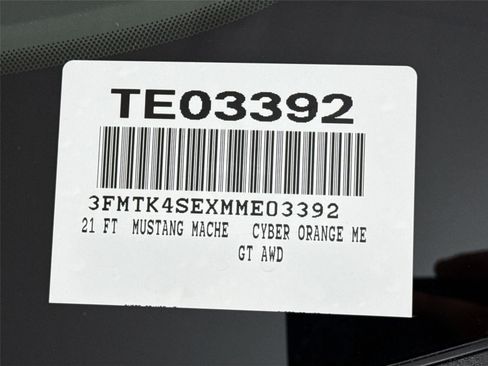 TE03392
3FMTK4SEXMME03392
21 FT MUSTANG MACHE CYBER ORANGE ME
GT AWD